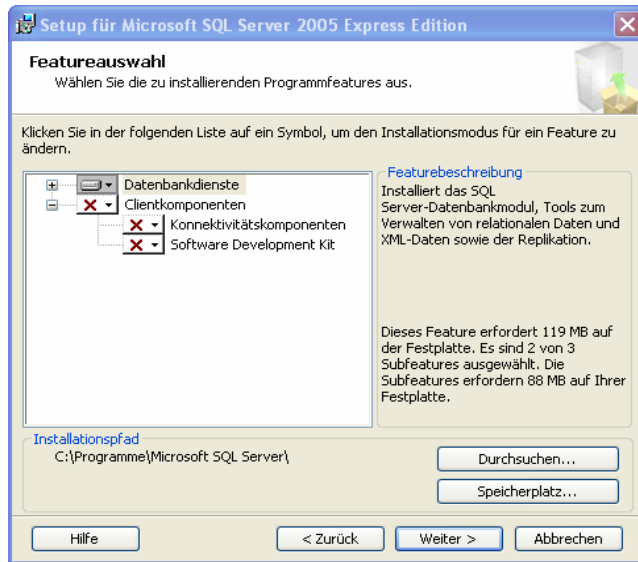 Setup für Microsoft SQL Server 2005 Express Edition
Featureauswahl
Wählen Sie die zu installierenden Programmfeatures aus.
Klicken Sie in der folgenden Liste auf ein Symbol, um den Installationsmodus für ein Feature zu
ändern.
Datenbankdienste
Clientkomponenten
Konnektivitätskomponenten
Software Development Kit
Featurebeschreibung
Installiert das SQL
Server-Datenbankmodul, Tools zum
Verwalten von relationalen Daten und
XML-Daten sowie der Replikation.
Dieses Feature erfordert 119 MB auf
der Festplatte. Es sind 2 von 3
Subfeatures ausgewählt. Die
Subfeatures erfordern 88 MB auf Ihrer
Festplatte.
Installationspfad
C:\Programme\Microsoft SQL Server\
Durchsuchen...
Speicherplatz...
Hilfe
< Zurück
Weiter >
Abbrechen